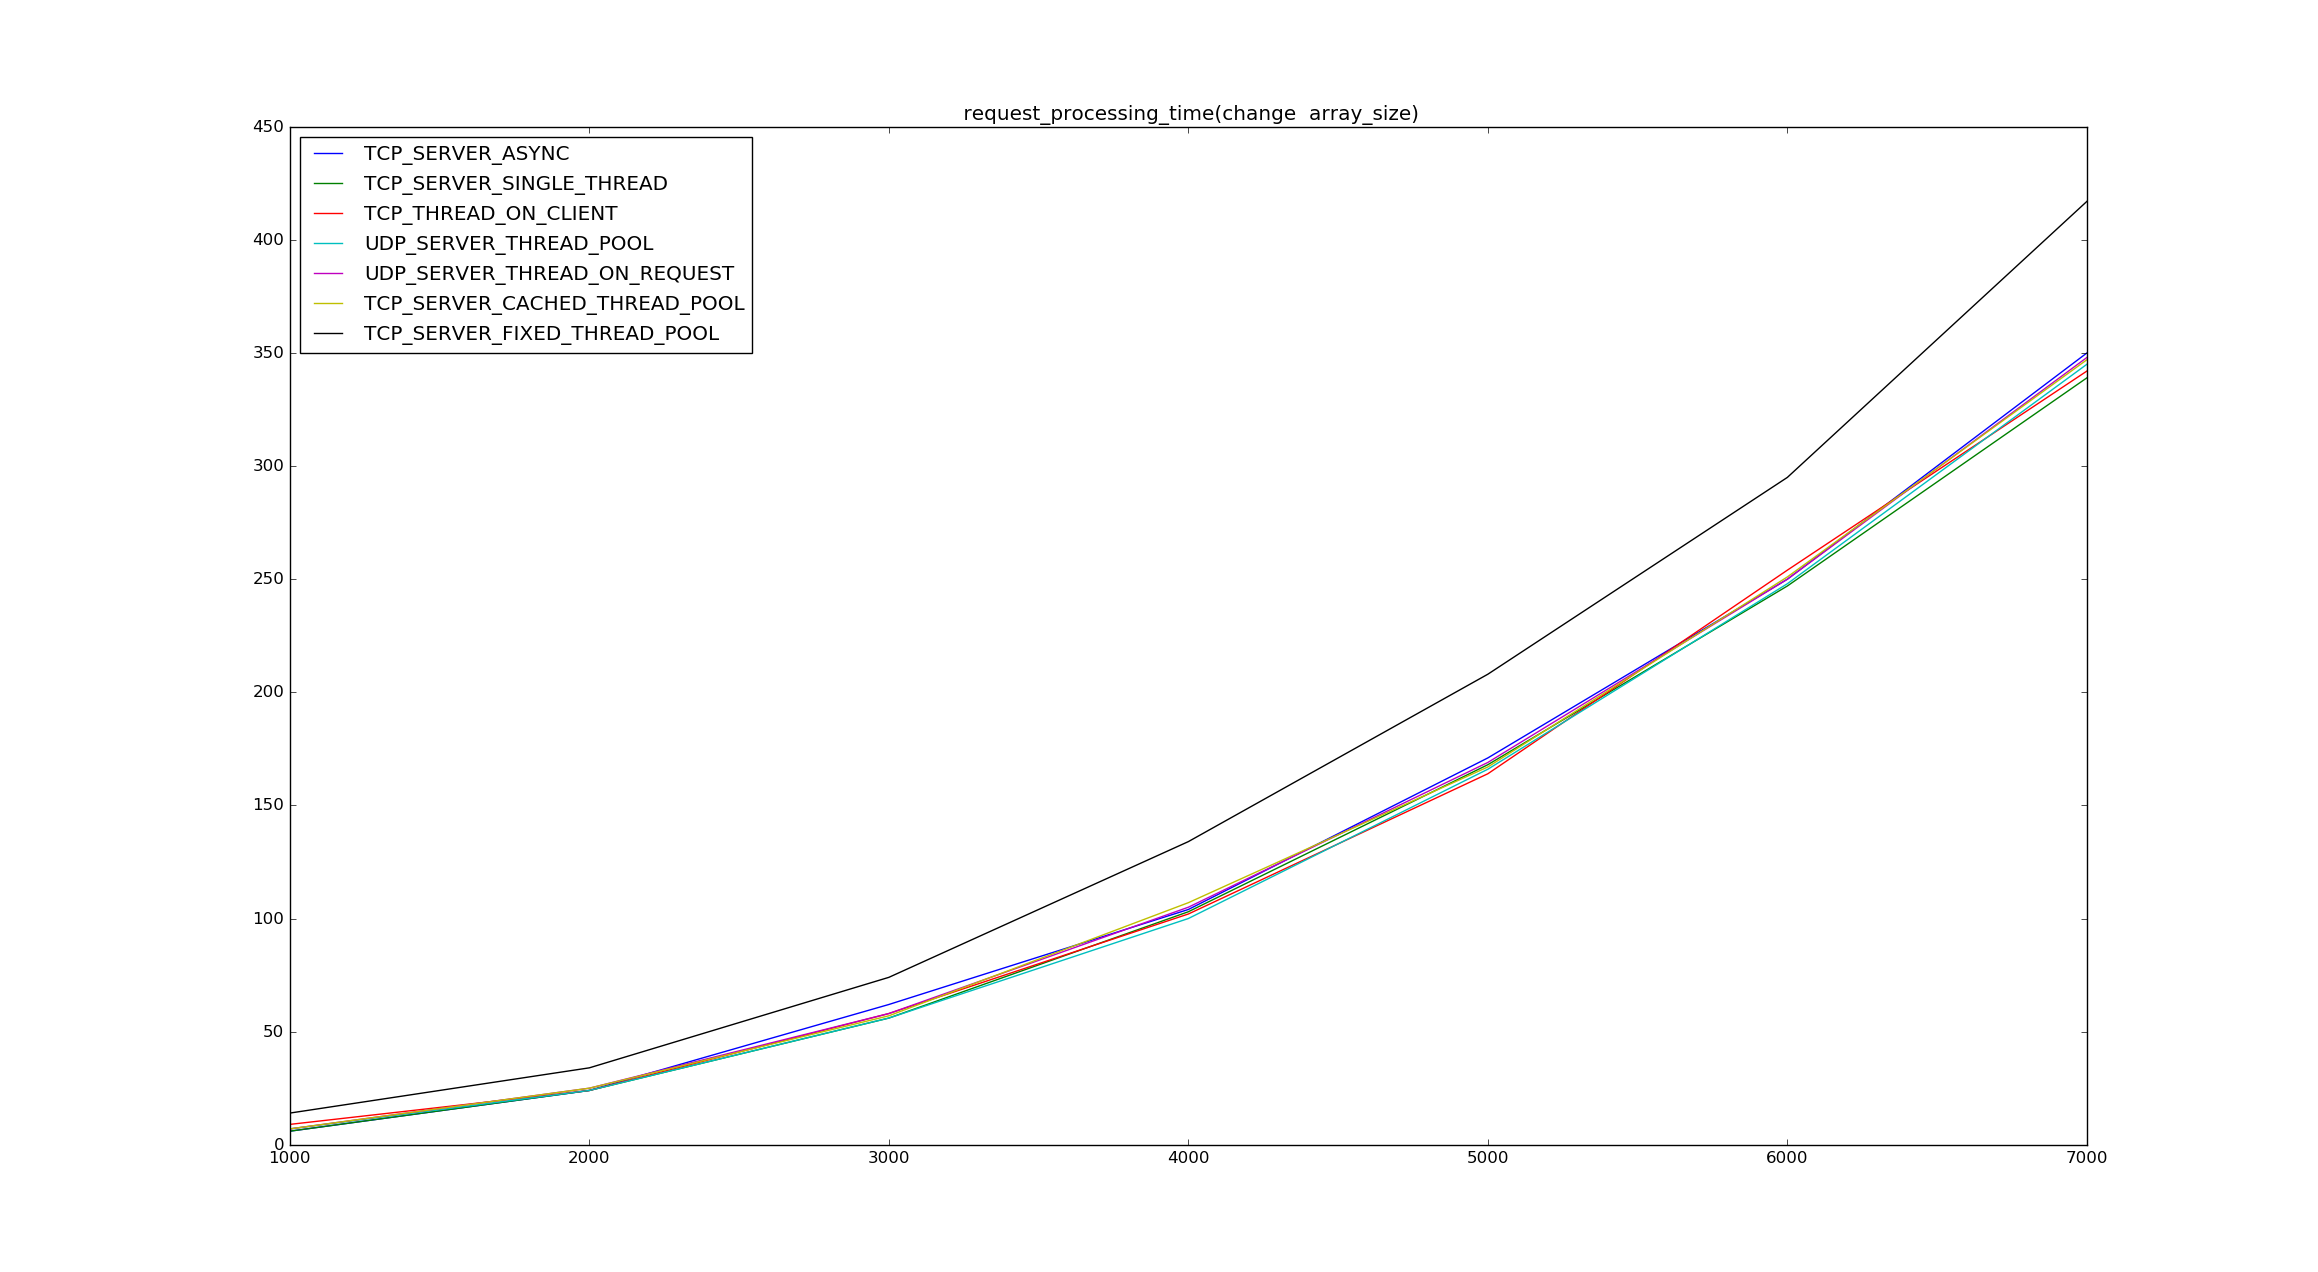 request_processing_time(change  array_size)
450
400
350
300
250
200
150
100
50
0
TCP_SERVER_ASYNC
TCP_SERVER_SINGLE_THREAD
TCP_THREAD_ON_CLIENT
UDP_SERVER_THREAD_POOL
UDP_SERVER_THREAD_ON_REQUEST
TCP_SERVER_CACHED_THREAD_POOL
TCP_SERVER_FIXED_THREAD_POOL
1000 2000 3000 4000 5000 6000 7000